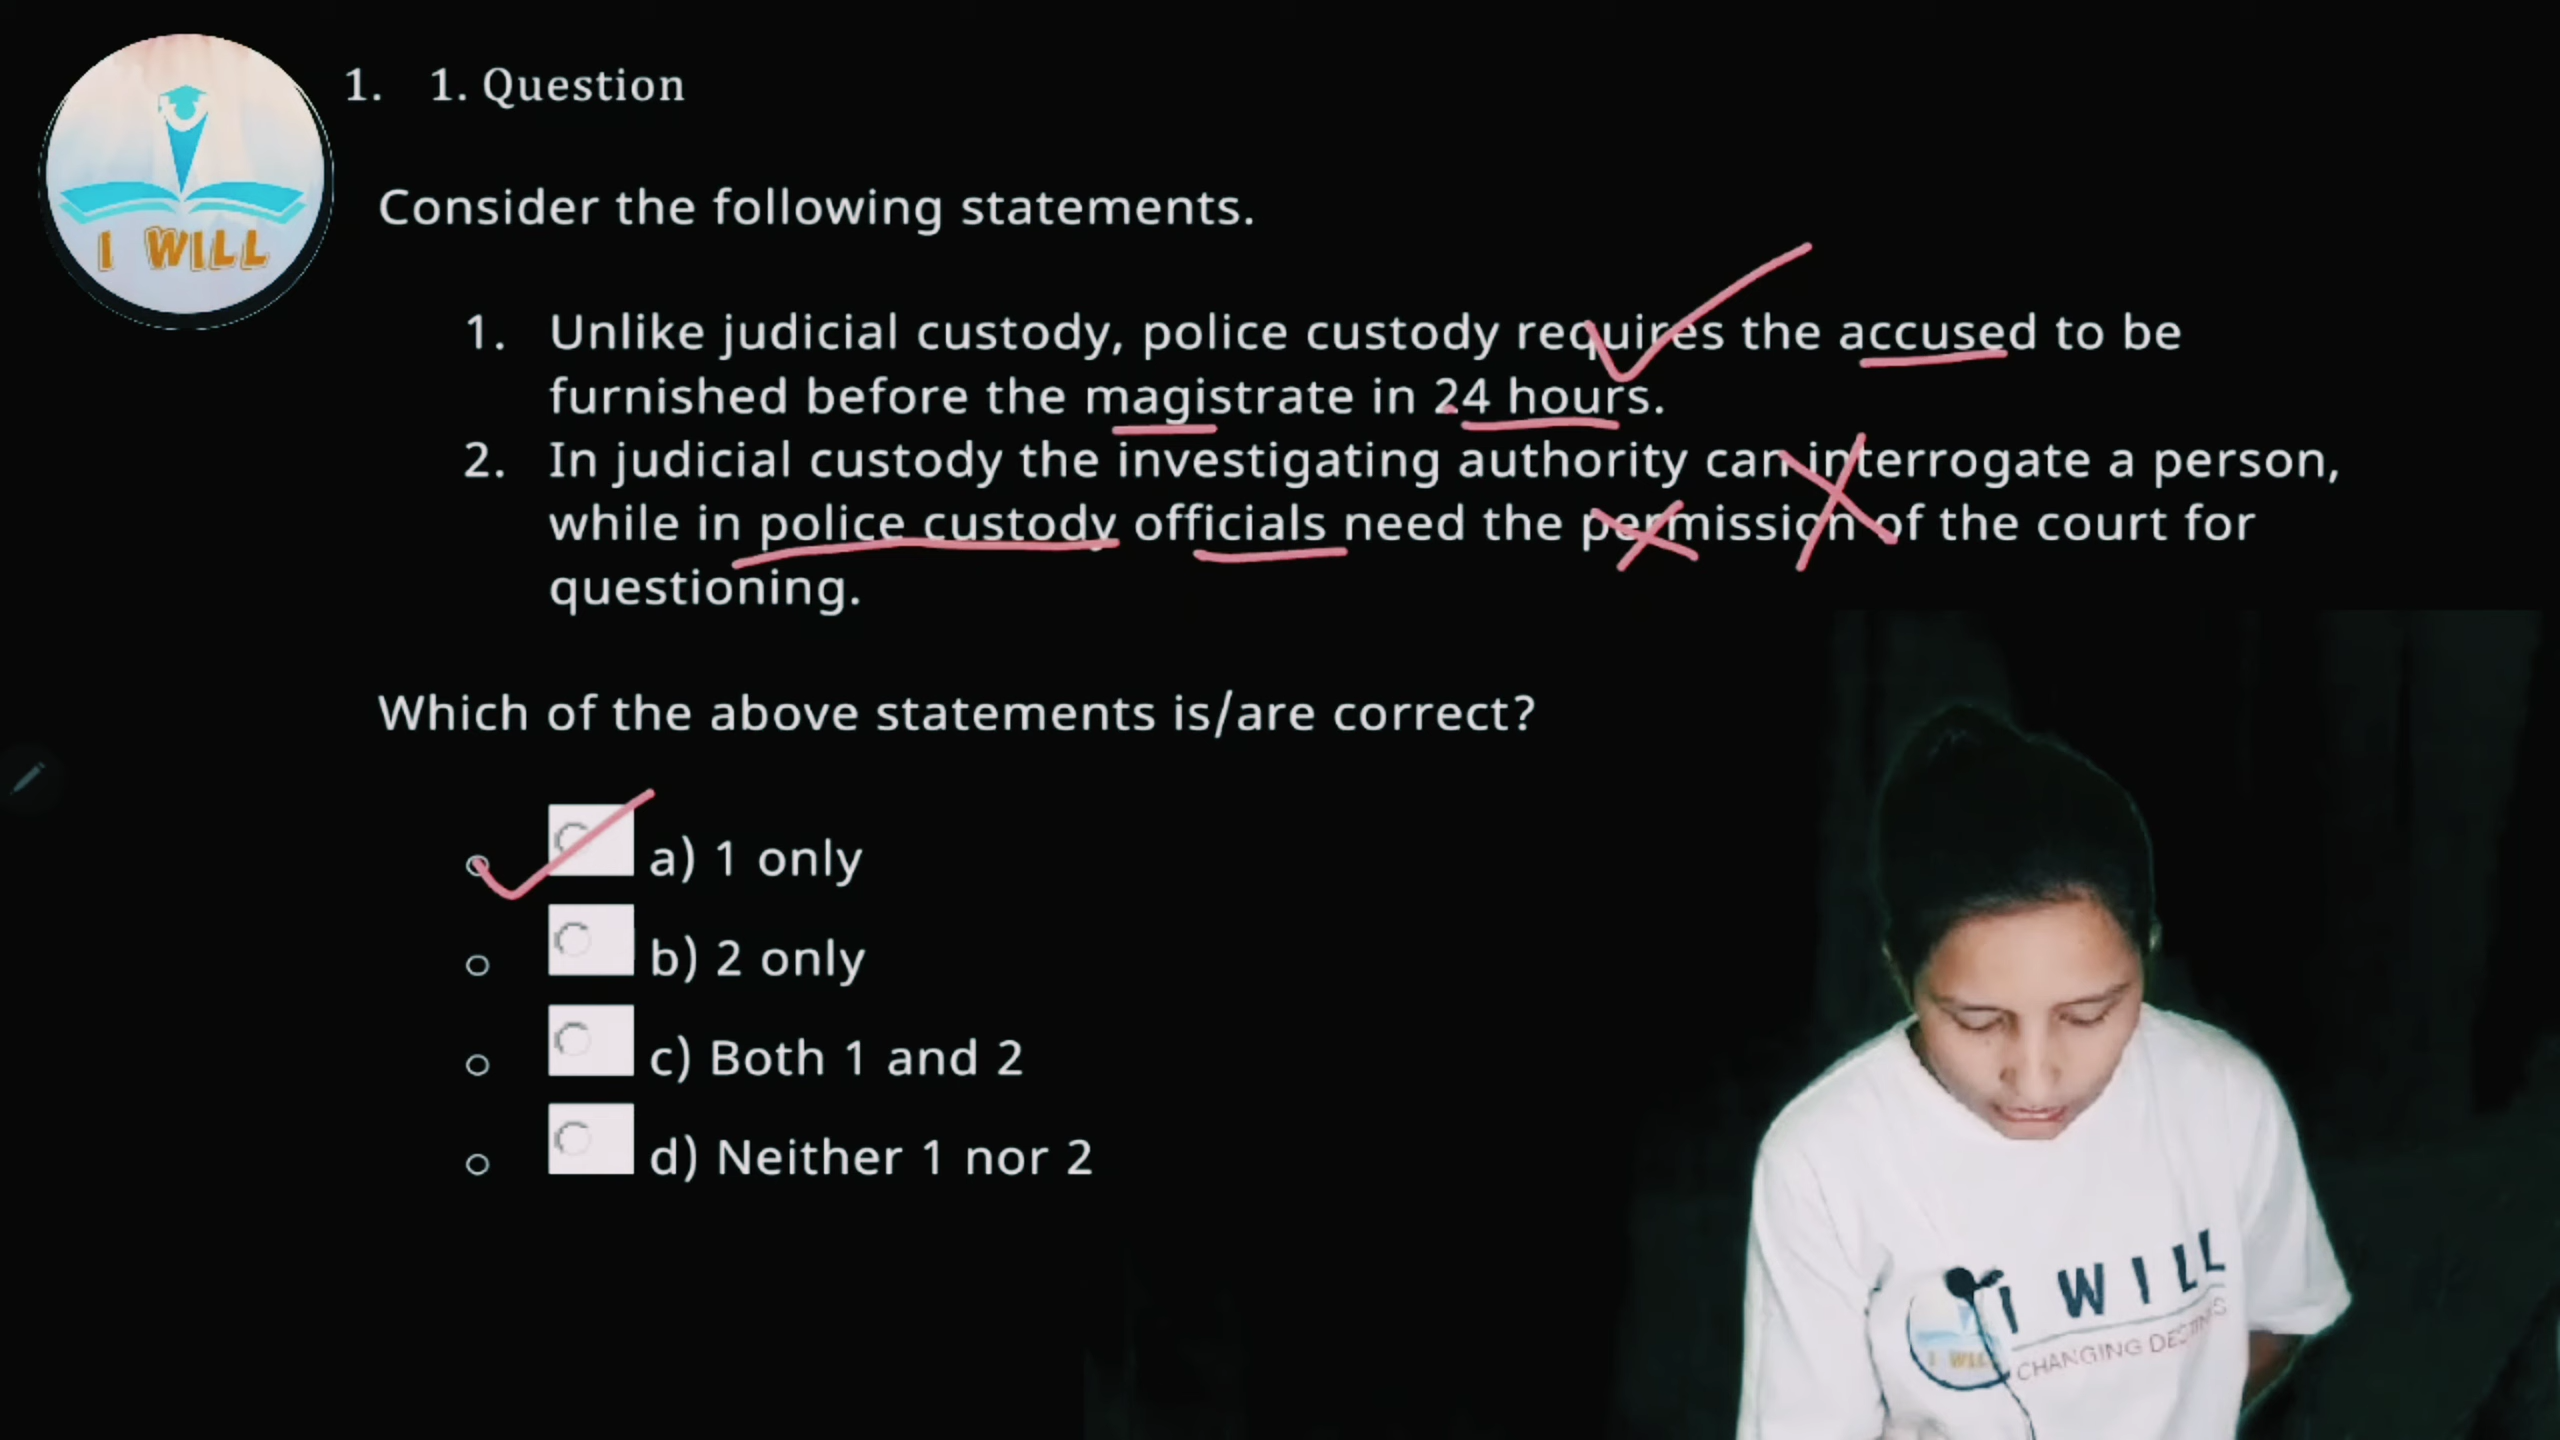 I WILL
1. 1. Question
Consider the following statements.
1. Unlike judicial custody, police custody requires the accused to be
furnished before the magistrate in 24 hours.
2. In judicial custody the investigating authority can interrogate a person,
while in police custody officials need the permission of the court for
questioning.
Which of the above statements is/are correct?
a) 1 only
b) 2 only
c) Both 1 and 2
d) Neither 1 nor 2
I WILL
CHANGING
I WILL